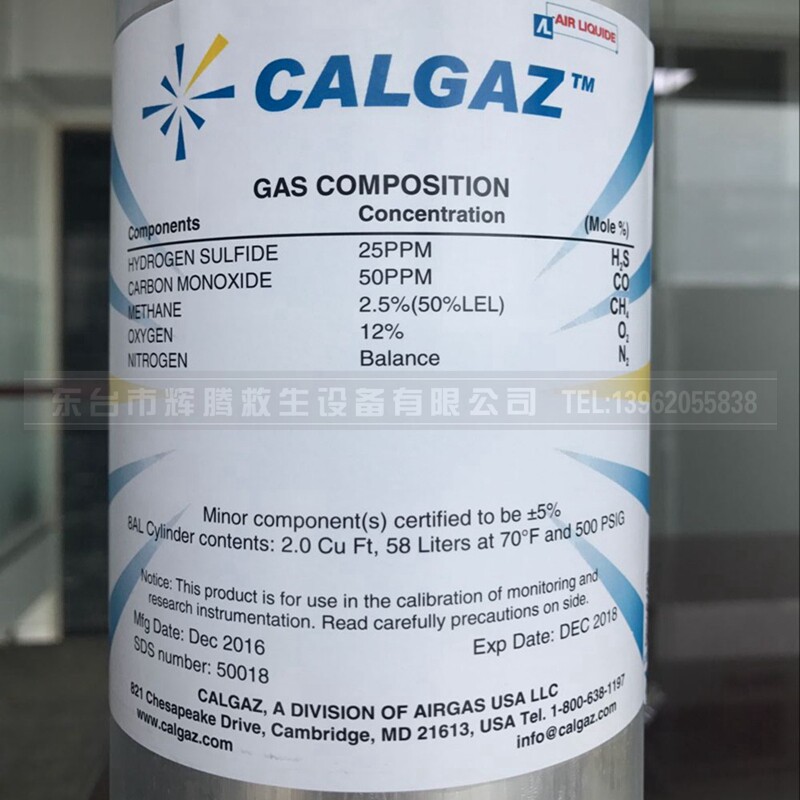 AL AIR LIQUIDE
CALGAZ™
GAS COMPOSITION
Components Concentration (Mole %)
HYDROGEN SULFIDE 25PPM H₂S
CARBON MONOXIDE 50PPM CO
METHANE 2.5%(50%LEL) CH₄
OXYGEN 12% O₂
NITROGEN Balance N₂
东台市辉腾救生设备有限公司 TEL:13962055838
Minor component(s) certified to be ±5%
8AL Cylinder contents: 2.0 Cu Ft, 58 Liters at 70°F and 500 PSIG
Notice: This product is for use in the calibration of monitoring and
research instrumentation. Read carefully precautions on side.
Mfg Date: Dec 2016 Exp Date: DEC 2018
SDS number: 50018
CALGAZ, A DIVISION OF AIRGAS USA LLC
821 Chesapeake Drive, Cambridge, MD 21613, USA Tel. 1-800-638-1197
www.calgaz.com info@calgaz.com